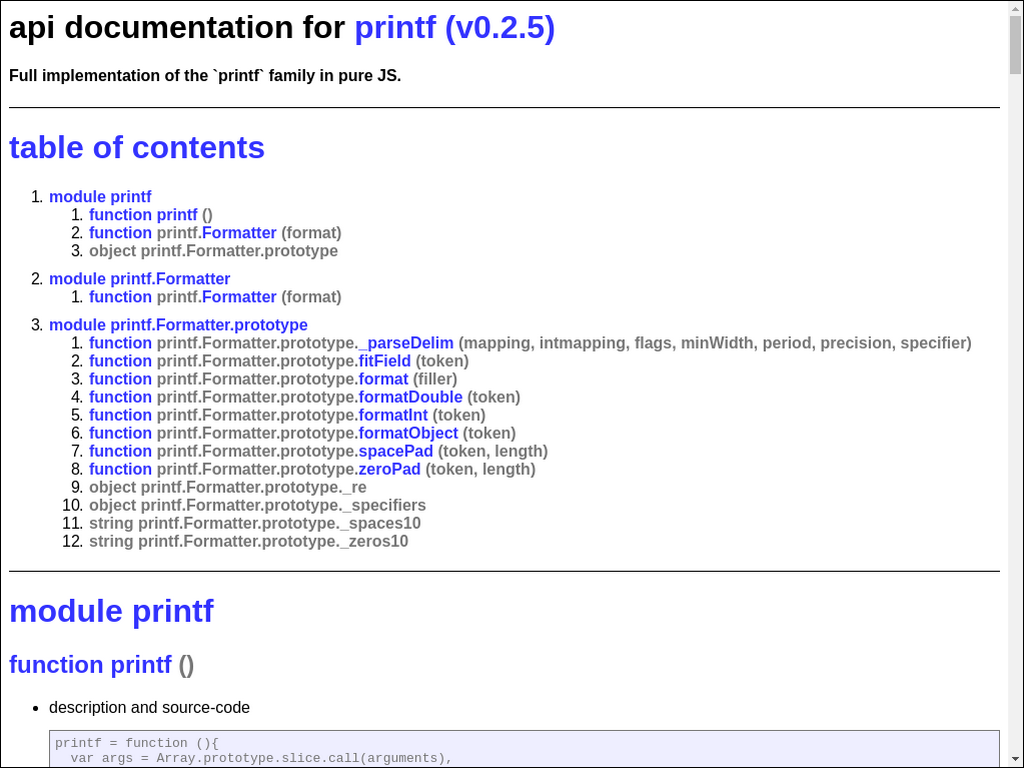 api documentation for printf (v0.2.5)
Full implementation of the `printf` family in pure JS.
table of contents
1. module printf
1. function printf ()
2. function printf.Formatter (format)
3. object printf.Formatter.prototype
2. module printf.Formatter
1. function printf.Formatter (format)
3. module printf.Formatter.prototype
1. function printf.Formatter.prototype._parseDelim (mapping, intmapping, flags, minWidth, period, precision, specifier)
2. function printf.Formatter.prototype.fitField (token)
3. function printf.Formatter.prototype.format (filler)
4. function printf.Formatter.prototype.formatDouble (token)
5. function printf.Formatter.prototype.formatInt (token)
6. function printf.Formatter.prototype.formatObject (token)
7. function printf.Formatter.prototype.spacePad (token, length)
8. function printf.Formatter.prototype.zeroPad (token, length)
9. object printf.Formatter.prototype._re
10. object printf.Formatter.prototype._specifiers
11. string printf.Formatter.prototype._spaces10
12. string printf.Formatter.prototype._zeros10
module printf
function printf ()
• description and source-code
printf = function (){
  var args = Array.prototype.slice.call(arguments),